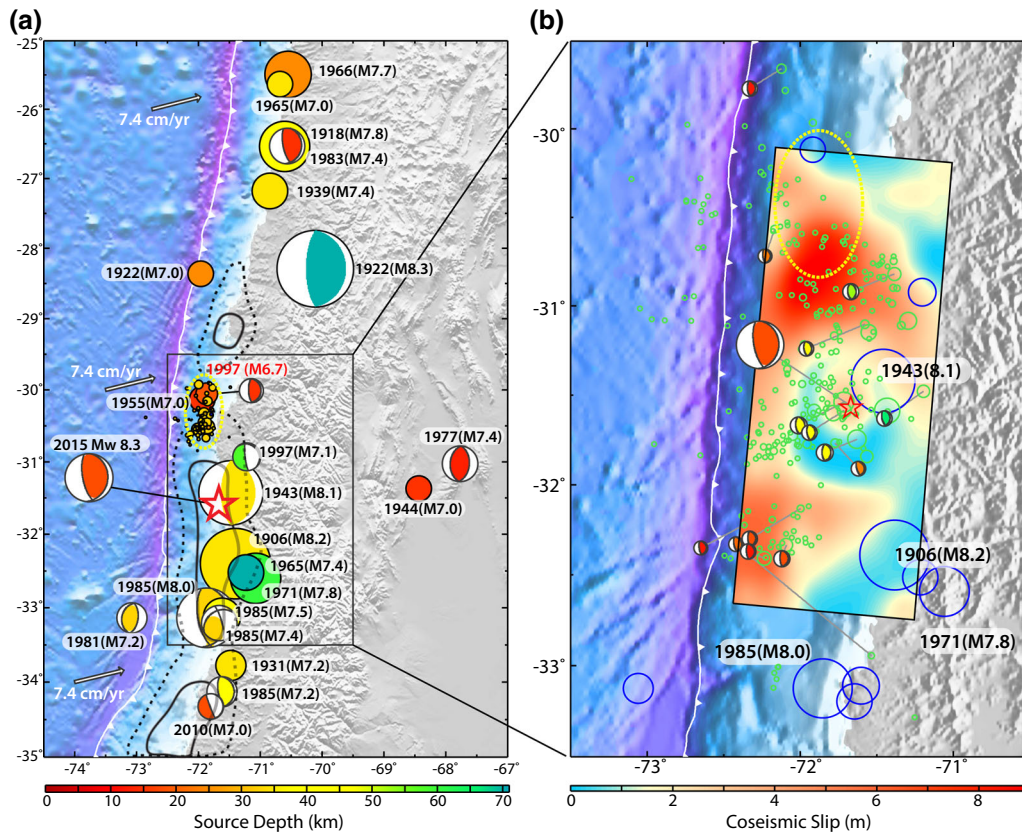 (a)
-25°
-26°
-27°
-28°
-29°
-30°
-31°
-32°
-33°
-34°
-35°
-74°
-73°
-72°
-71°
-70°
-69°
-68°
-67°
1966(M7.7)
1965(M7.0)
7.4 cm/yr
1918(M7.8)
1983(M7.4)
1939(M7.4)
1922(M8.3)
1922(M7.0)
7.4 cm/yr
1997 (M6.7)
1955(M7.0)
2015 Mw 8.3
1997(M7.1)
1977(M7.4)
1943(M8.1)
1944(M7.0)
1906(M8.2)
1965(M7.4)
1985(M8.0)
1971(M7.8)
1985(M7.5)
1981(M7.2)
1985(M7.4)
1931(M7.2)
7.4 cm/yr
1985(M7.2)
2010(M7.0)
0
10
20
30
40
50
60
70
Source Depth (km)
(b)
-30°
-31°
-32°
-33°
-73°
-72°
-71°
1943(8.1)
1906(M8.2)
1971(M7.8)
1985(M8.0)
0
2
4
6
8
Coseismic Slip (m)